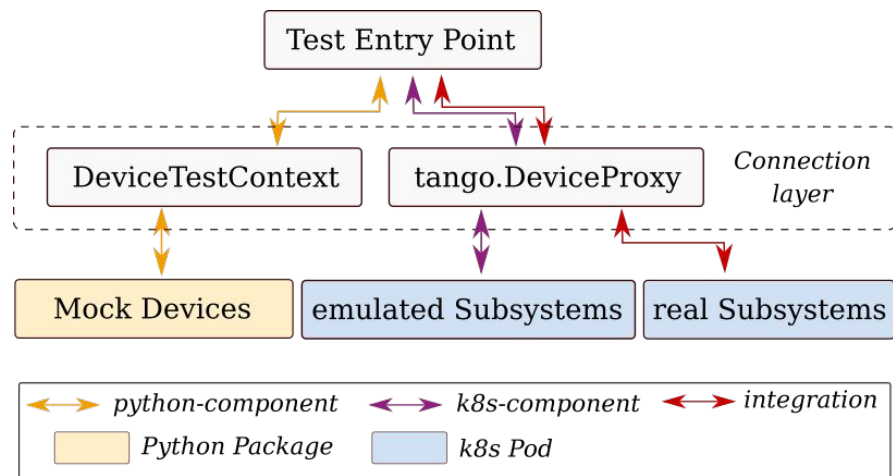 Test Entry Point
DeviceTestContext
tango.DeviceProxy
Connection
layer
Mock Devices
emulated Subsystems
real Subsystems
python-component
k8s-component
integration
Python Package
k8s Pod